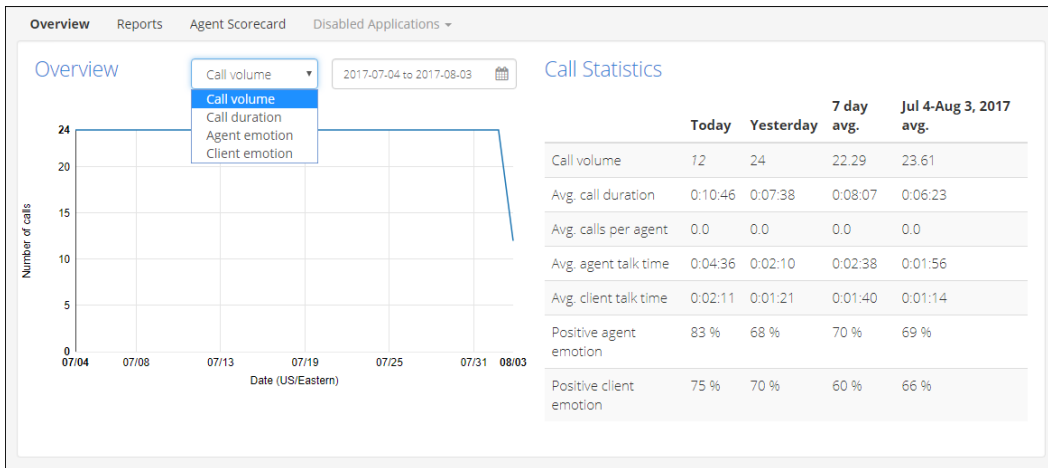 Overview Reports Agent Scorecard Disabled Applications
Overview
Call volume
2017-07-04 to 2017-08-03
Call volume
Call duration
Agent emotion
Client emotion
24
20
15
10
5
0
Number of calls
07/04 07/08 07/13 07/19 07/25 07/31 08/03
Date (US/Eastern)
Call Statistics
7 day Jul 4-Aug 3, 2017
Today Yesterday avg. avg.
Call volume 12 24 22.29 23.61
Avg. call duration 0:10:46 0:07:38 0:08:07 0:06:23
Avg. calls per agent 0.0 0.0 0.0 0.0
Avg. agent talk time 0:04:36 0:02:10 0:02:38 0:01:56
Avg. client talk time 0:02:11 0:01:21 0:01:40 0:01:14
Positive agent 83 % 68 % 70 % 69 %
emotion
Positive client 75 % 70 % 60 % 66 %
emotion